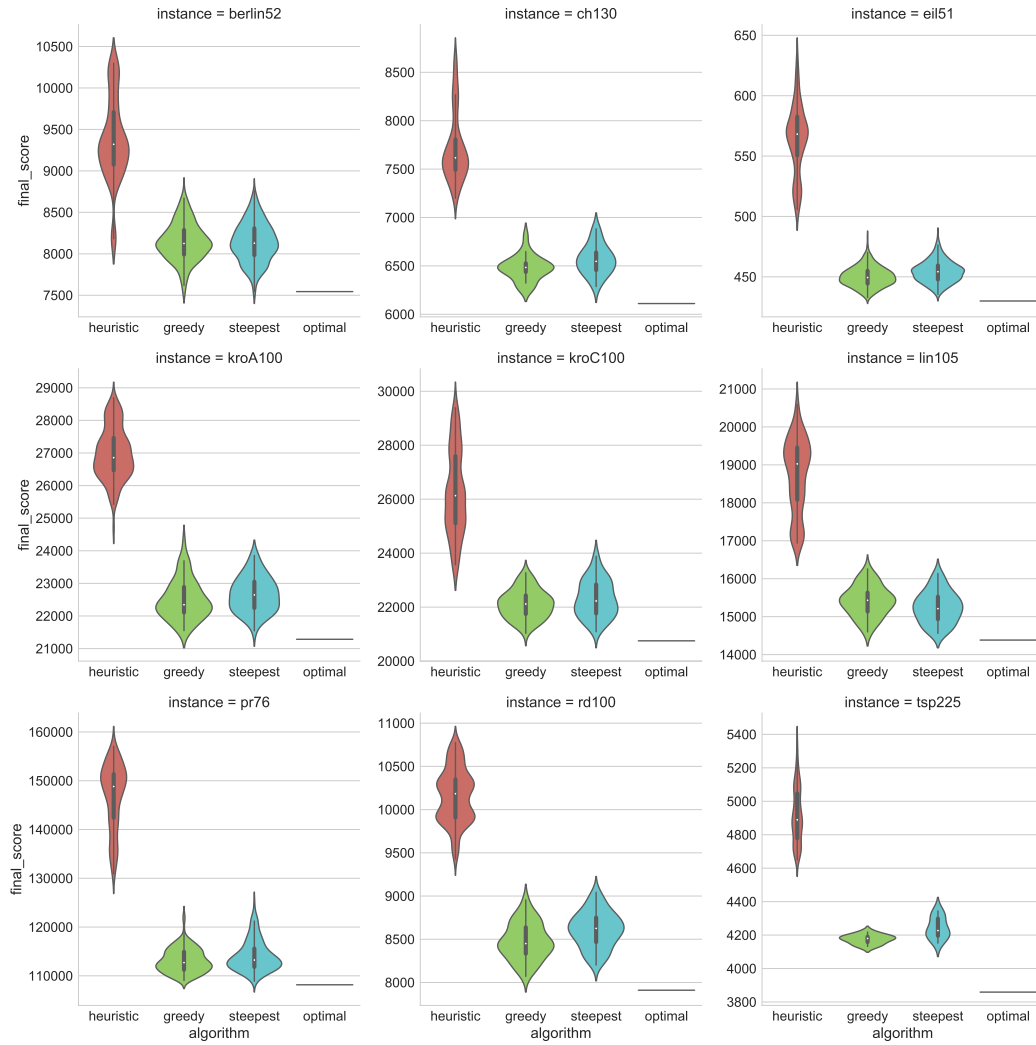 instance = berlin52
10500
10000
9500
9000
8500
8000
7500
final_score
heuristic greedy steepest optimal
instance = ch130
8500
8000
7500
7000
6500
6000
heuristic greedy steepest optimal
instance = eil51
650
600
550
500
450
heuristic greedy steepest optimal
instance = kroA100
29000
28000
27000
26000
25000
24000
23000
22000
21000
final_score
heuristic greedy steepest optimal
instance = kroC100
30000
28000
26000
24000
22000
20000
heuristic greedy steepest optimal
instance = lin105
21000
20000
19000
18000
17000
16000
15000
14000
heuristic greedy steepest optimal
instance = pr76
160000
150000
140000
130000
120000
110000
final_score
heuristic greedy steepest optimal
algorithm
instance = rd100
11000
10500
10000
9500
9000
8500
8000
heuristic greedy steepest optimal
algorithm
instance = tsp225
5400
5200
5000
4800
4600
4400
4200
4000
3800
heuristic greedy steepest optimal
algorithm